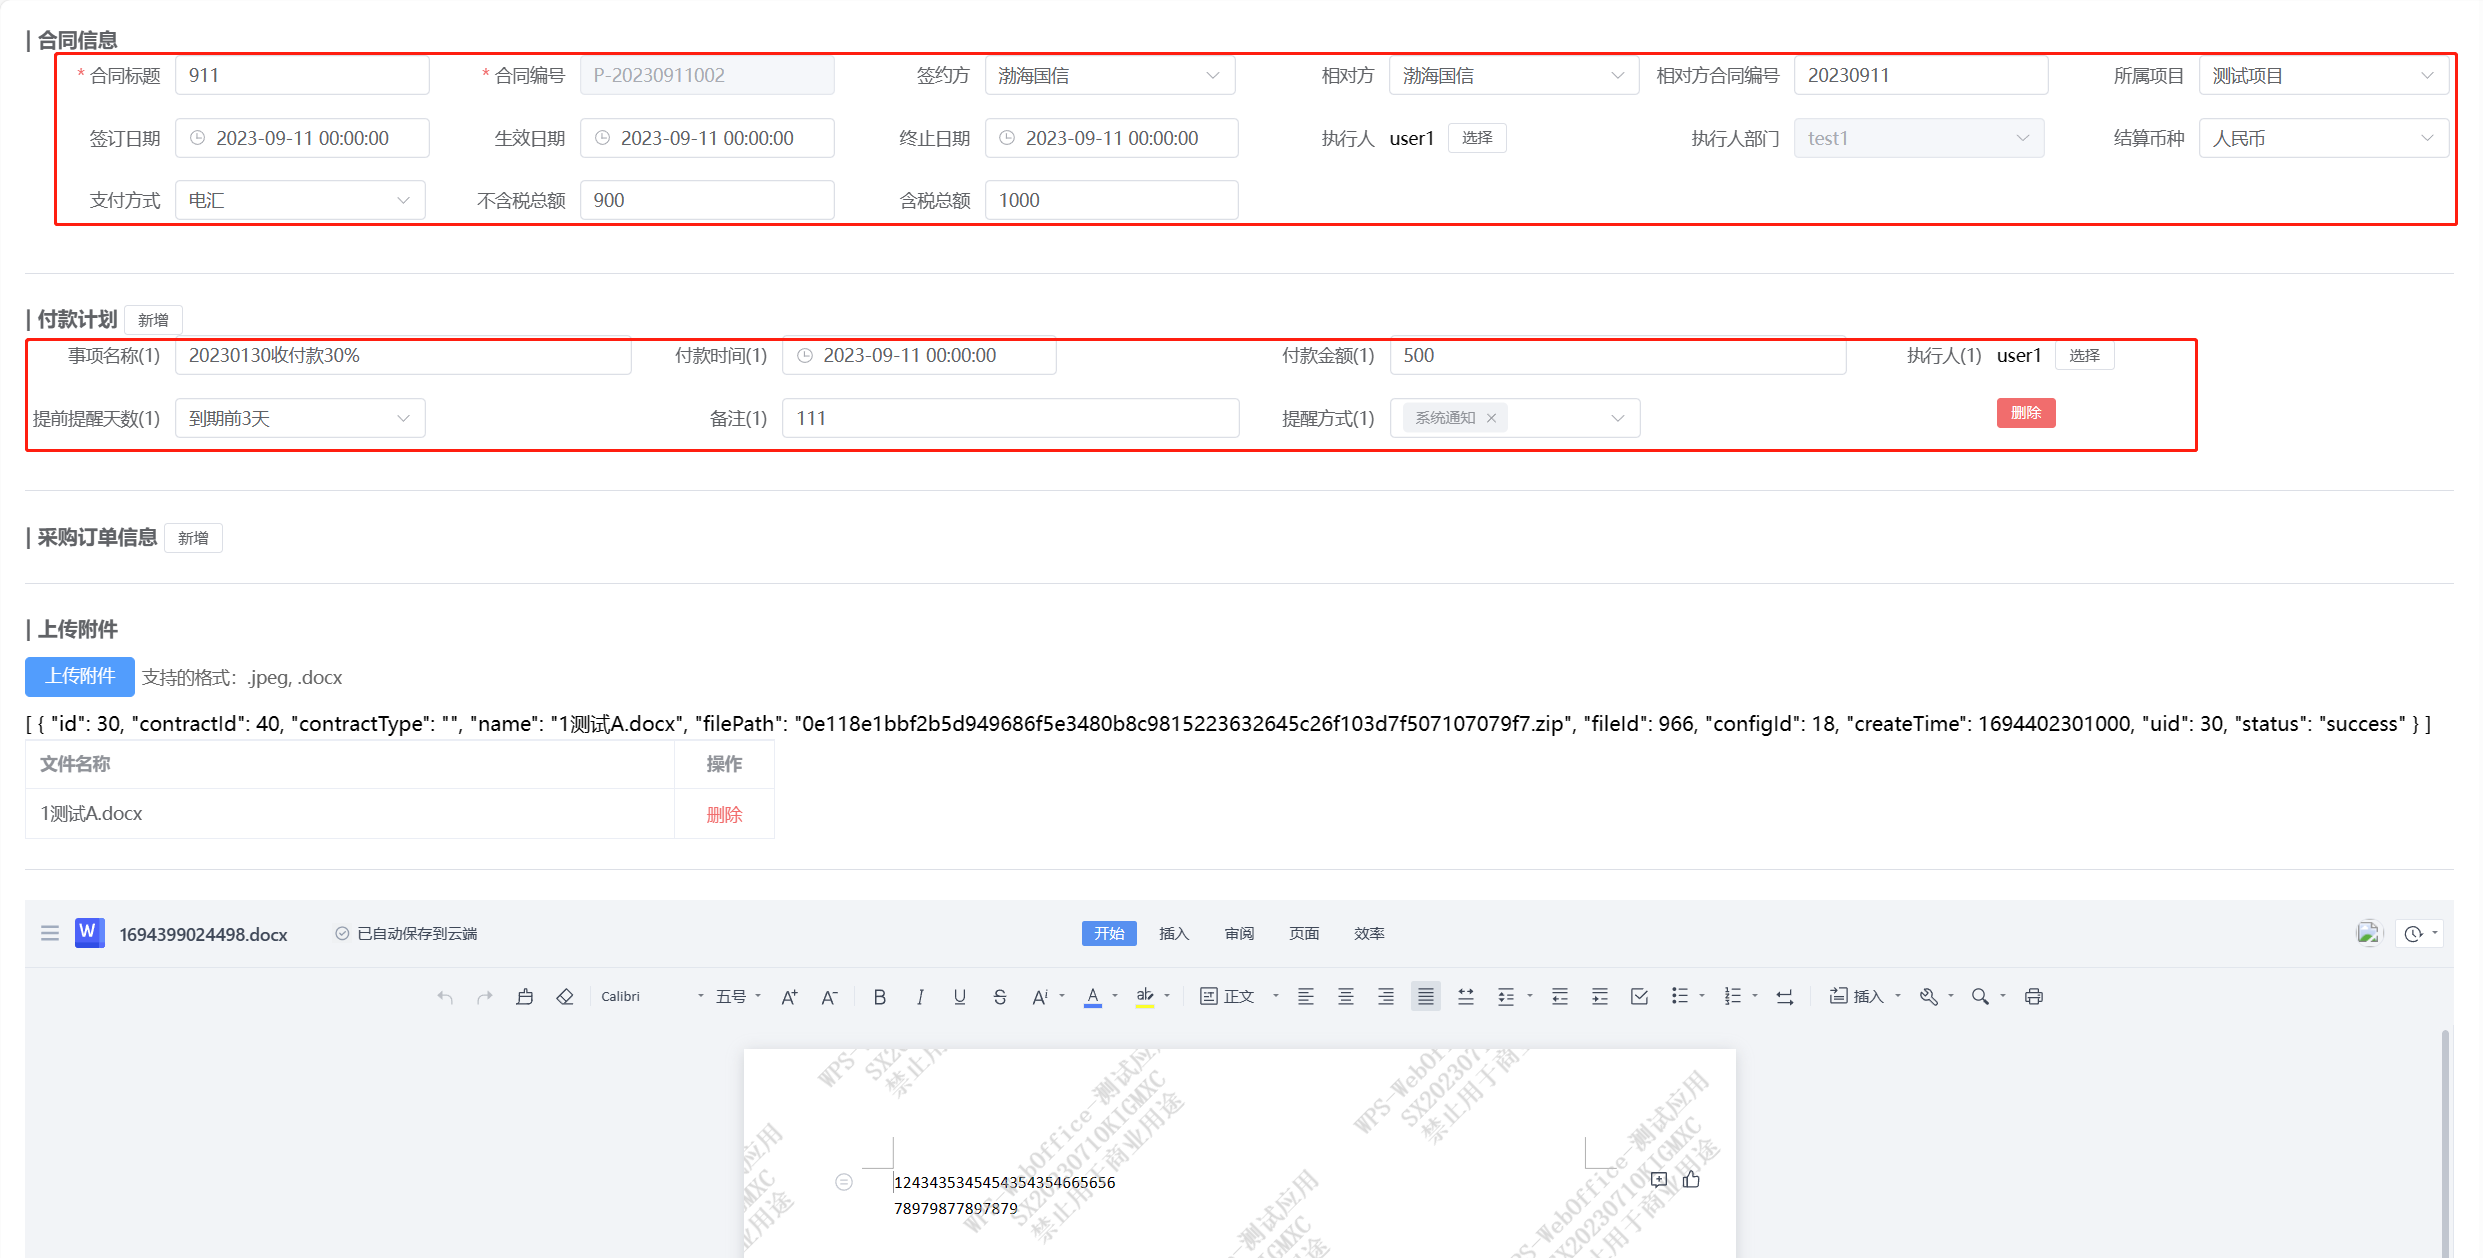 合同信息
* 合同标题 911 * 合同编号 P-20230911002 签约方 渤海国信 相对方 渤海国信 相对方合同编号 20230911 所属项目 测试项目
签订日期 2023-09-11 00:00:00 生效日期 2023-09-11 00:00:00 终止日期 2023-09-11 00:00:00 执行人 user1 选择 执行人部门 test1 结算币种 人民币
支付方式 电汇 不含税总额 900 含税总额 1000
付款计划 新增
事项名称(1) 20230130收付款30% 付款时间(1) 2023-09-11 00:00:00 付款金额(1) 500 执行人(1) user1 选择
提前提醒天数(1) 到期前3天 备注(1) 111 提醒方式(1) 系统通知 × 删除
采购订单信息 新增
上传附件
上传附件 支持的格式：.jpeg, .docx
[ { "id": 30, "contractId": 40, "contractType": "", "name": "1测试A.docx", "filePath": "0e118e1bbf2b5d949686f5e3480b8c9815223632645c26f103d7f507107079f7.zip", "fileId": 966, "configId": 18, "createTime": 1694402301000, "uid": 30, "status": "success" } ]
文件名称 操作
1测试A.docx 删除
W 1694399024498.docx 已自动保存到云端 开始 插入 审阅 页面 效率
Calibri 五号 A+ A- B I U S A A ab 正文 插入
WPS-WebOffice-测试应用
SX20230710KIGMXC
禁止用于商业用途
1243435345454354354665656
78979877897879